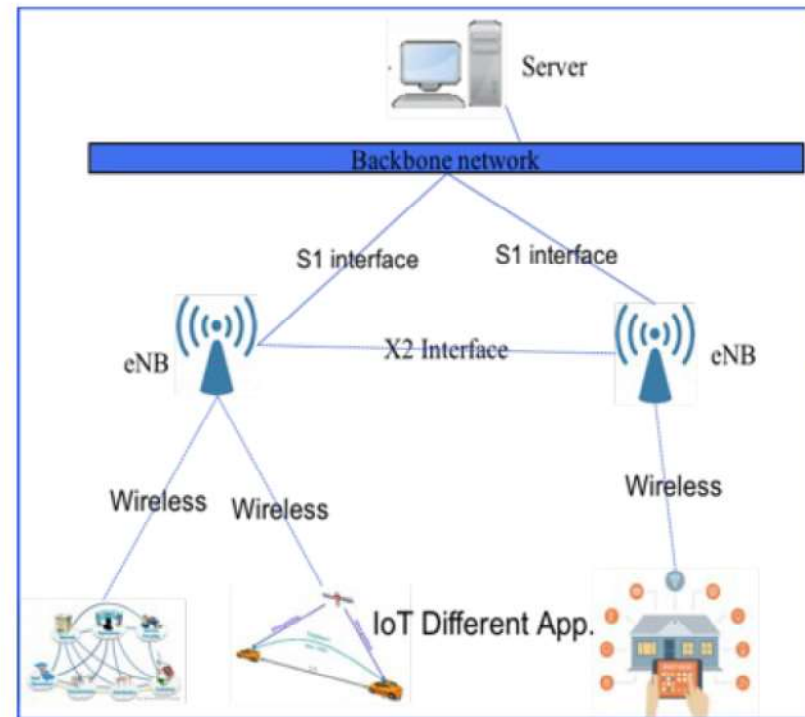 Server
Backbone network
S1 interface
S1 interface
eNB
X2 Interface
eNB
Wireless
Wireless
Wireless
IoT Different App.